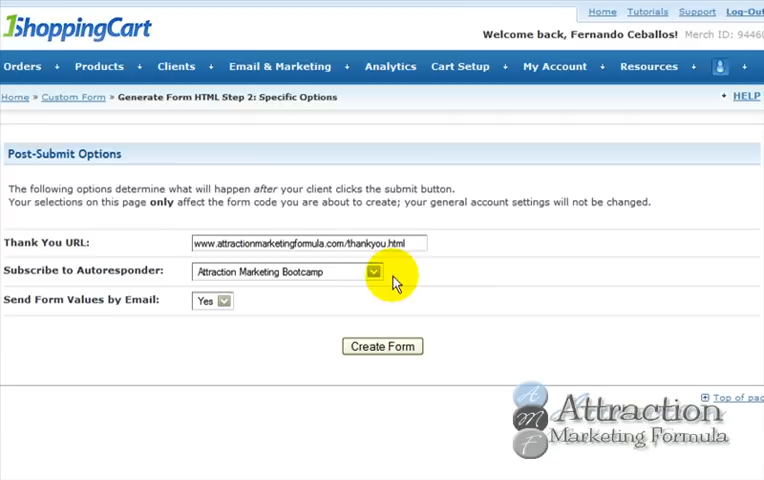 1ShoppingCart
Home Tutorials Support Log-Out
Welcome back, Fernando Ceballos! Merch ID: 9446
Orders Products Clients Email & Marketing Analytics Cart Setup My Account Resources
Home » Custom Form » Generate Form HTML Step 2: Specific Options
HELP
Post-Submit Options
The following options determine what will happen after your client clicks the submit button.
Your selections on this page only affect the form code you are about to create; your general account settings will not be changed.
Thank You URL: www.attractionmarketingformula.com/thankyou.html
Subscribe to Autoresponder: Attraction Marketing Bootcamp
Send Form Values by Email: Yes
Create Form
Top of pag
A
M
F
Attraction
Marketing Formula